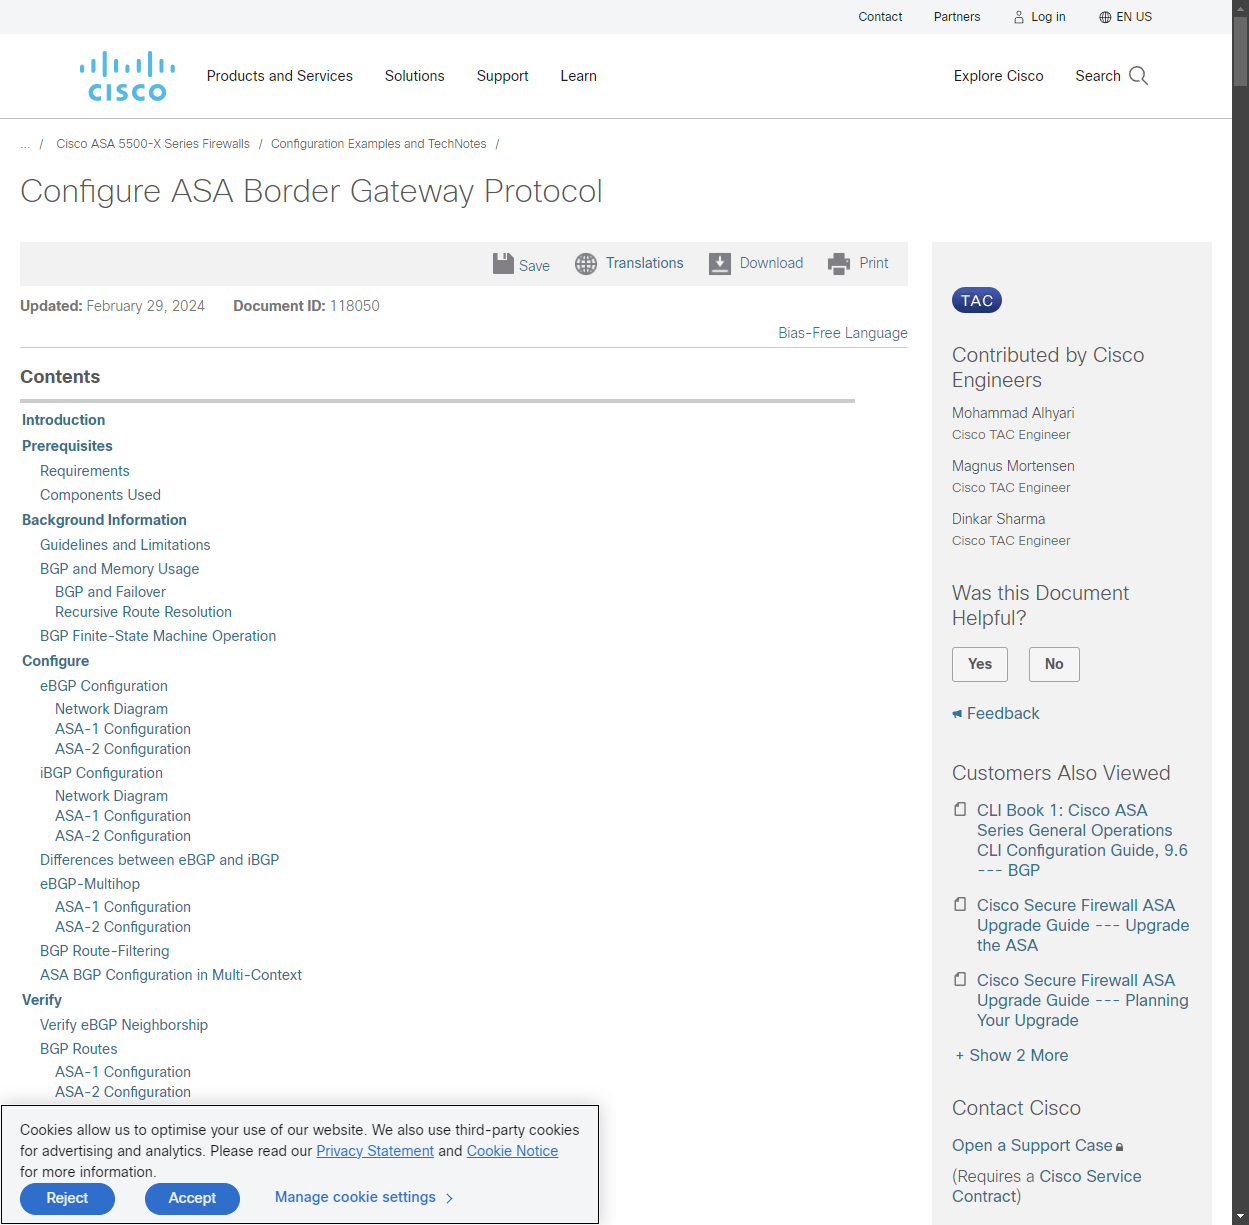 Contact Partners Log in EN US
CISCO
Products and Services Solutions Support Learn Explore Cisco Search
... / Cisco ASA 5500-X Series Firewalls / Configuration Examples and TechNotes /
Configure ASA Border Gateway Protocol
Save Translations Download Print
Updated: February 29, 2024 Document ID: 118050
Bias-Free Language
Contents
Introduction
Prerequisites
Requirements
Components Used
Background Information
Guidelines and Limitations
BGP and Memory Usage
BGP and Failover
Recursive Route Resolution
BGP Finite-State Machine Operation
Configure
eBGP Configuration
Network Diagram
ASA-1 Configuration
ASA-2 Configuration
iBGP Configuration
Network Diagram
ASA-1 Configuration
ASA-2 Configuration
Differences between eBGP and iBGP
eBGP-Multihop
ASA-1 Configuration
ASA-2 Configuration
BGP Route-Filtering
ASA BGP Configuration in Multi-Context
Verify
Verify eBGP Neighborship
BGP Routes
ASA-1 Configuration
ASA-2 Configuration
TAC
Contributed by Cisco
Engineers
Mohammad Alhyari
Cisco TAC Engineer
Magnus Mortensen
Cisco TAC Engineer
Dinkar Sharma
Cisco TAC Engineer
Was this Document
Helpful?
Yes No
Feedback
Customers Also Viewed
CLI Book 1: Cisco ASA
Series General Operations
CLI Configuration Guide, 9.6
--- BGP
Cisco Secure Firewall ASA
Upgrade Guide --- Upgrade
the ASA
Cisco Secure Firewall ASA
Upgrade Guide --- Planning
Your Upgrade
+ Show 2 More
Contact Cisco
Open a Support Case
(Requires a Cisco Service
Contract)
Cookies allow us to optimise your use of our website. We also use third-party cookies
for advertising and analytics. Please read our Privacy Statement and Cookie Notice
for more information.
Reject Accept Manage cookie settings